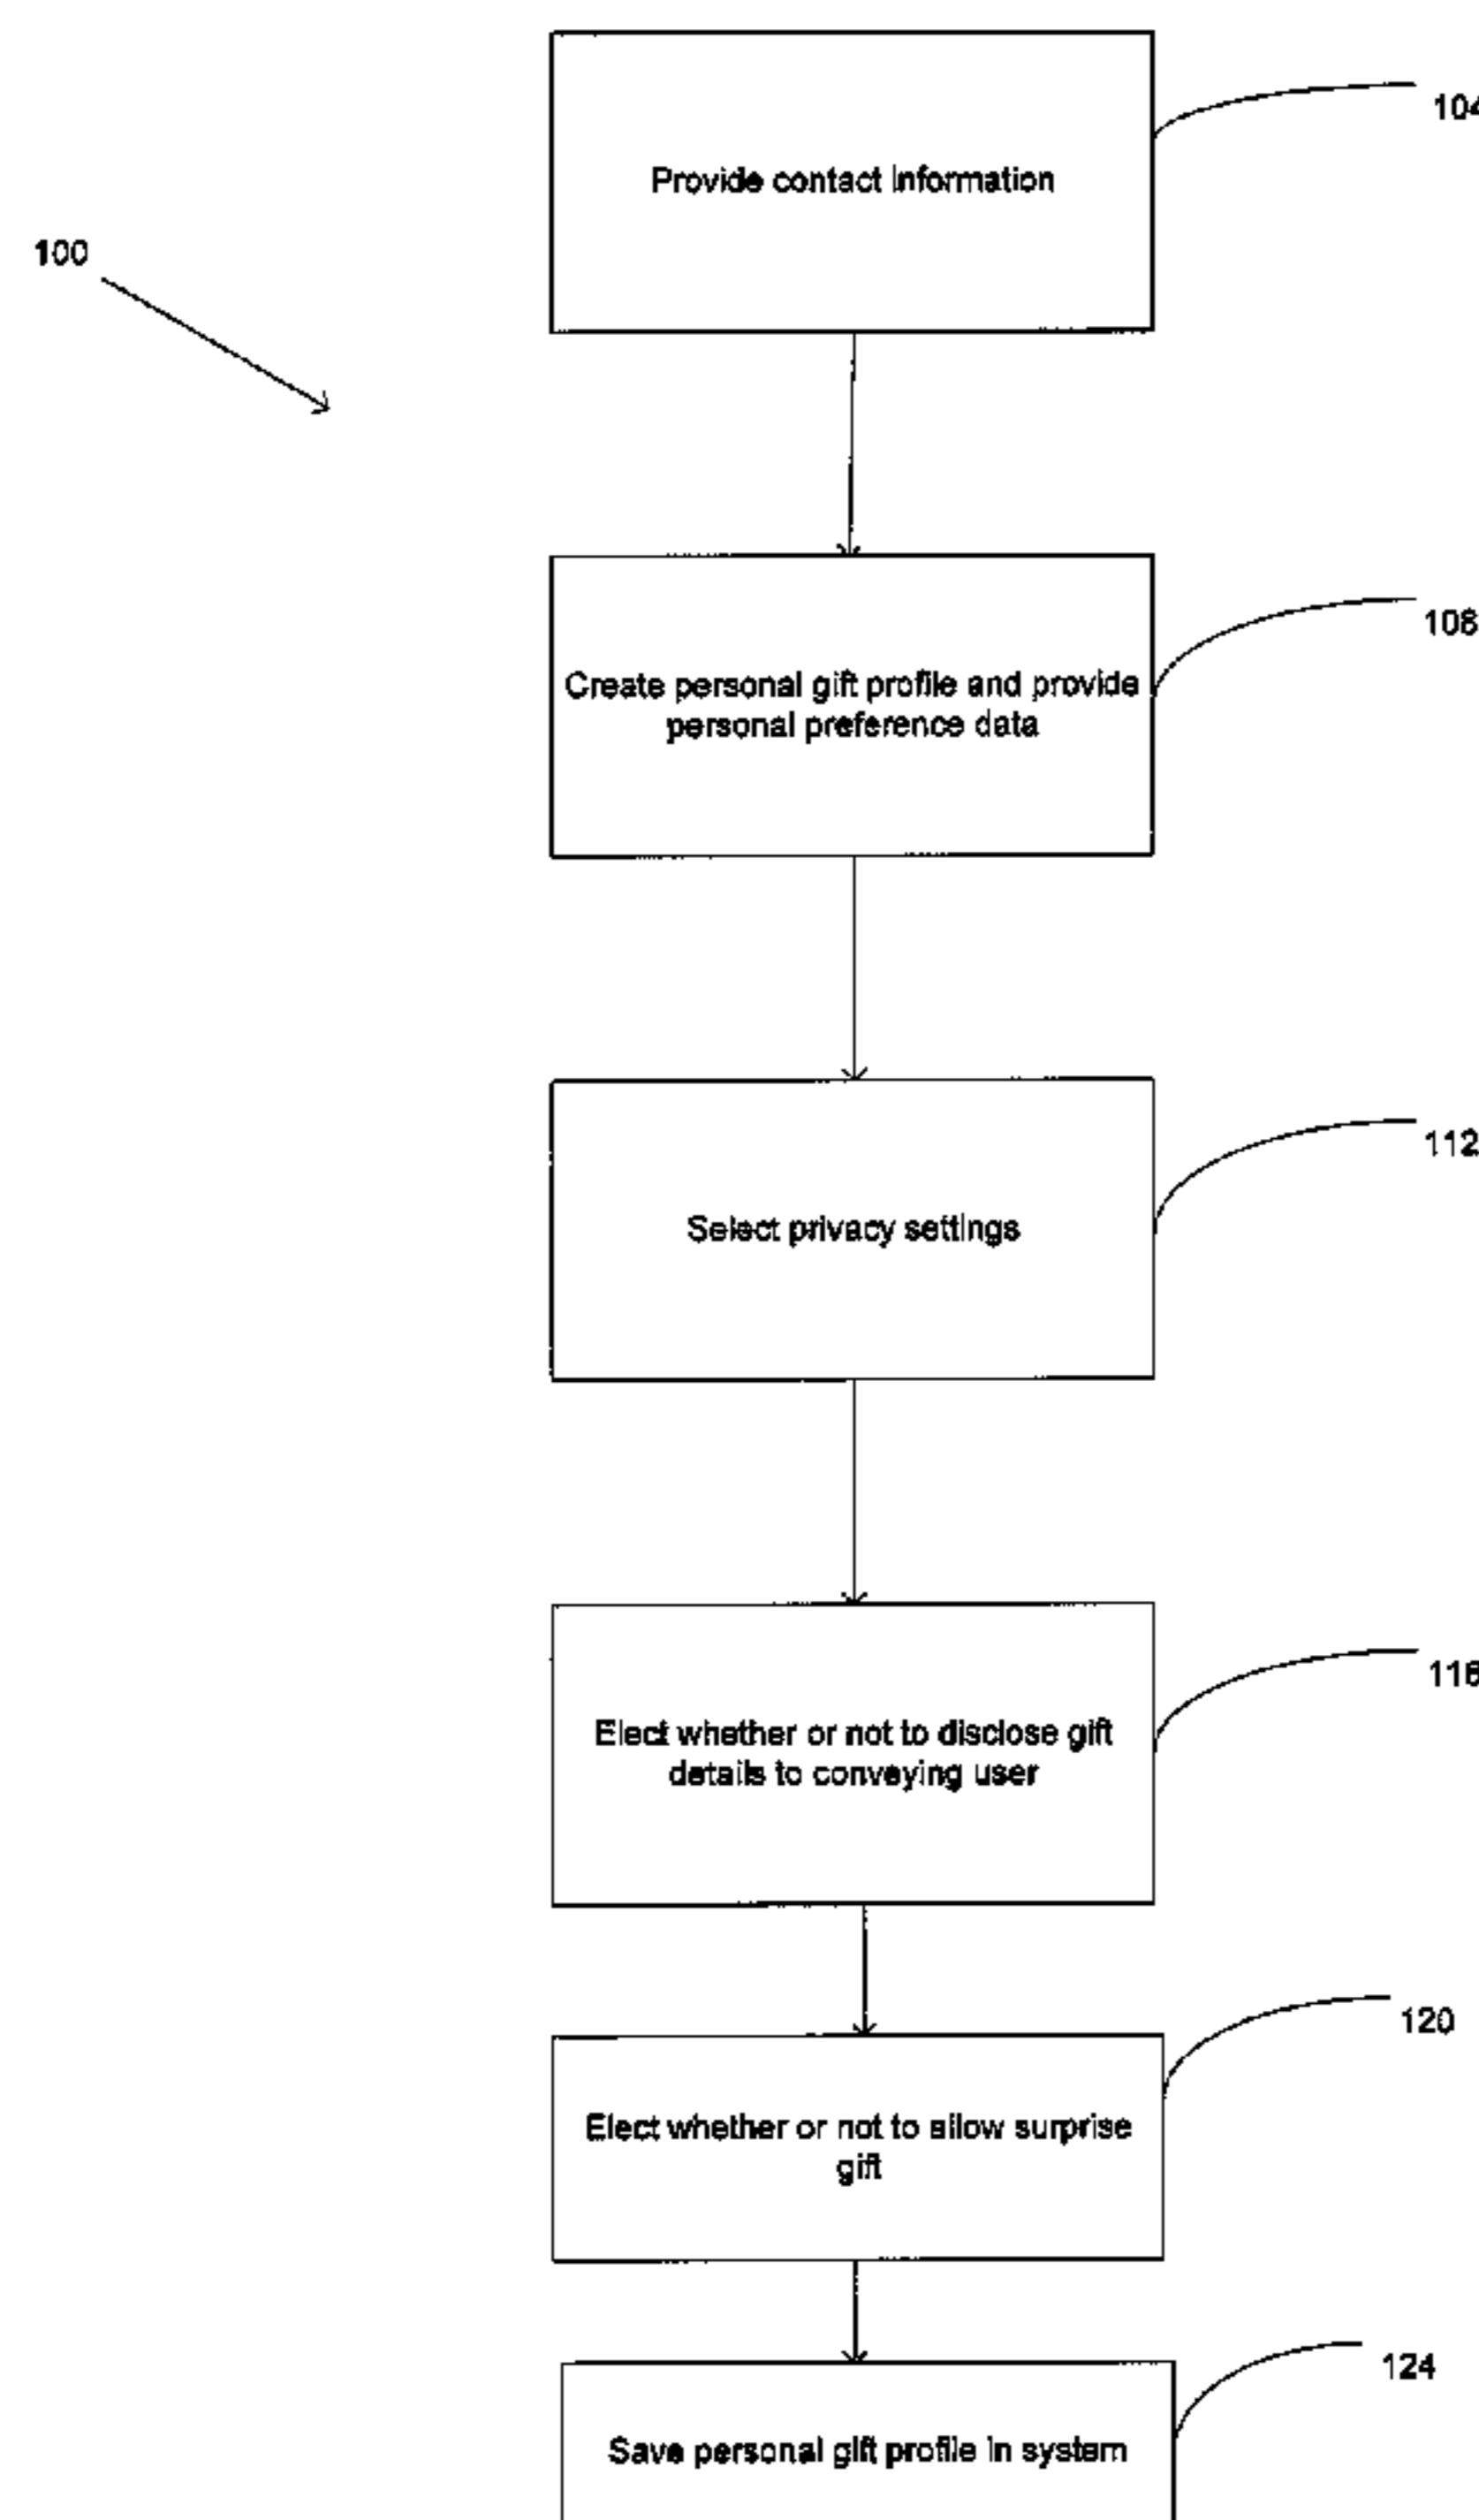 104
Provide contact information
100
108
Create personal gift profile and provide
personal preference data
112
Select privacy settings
116
Elect whether or not to disclose gift
details to conveying user
120
Elect whether or not to allow surprise
gift
124
Save personal gift profile in system